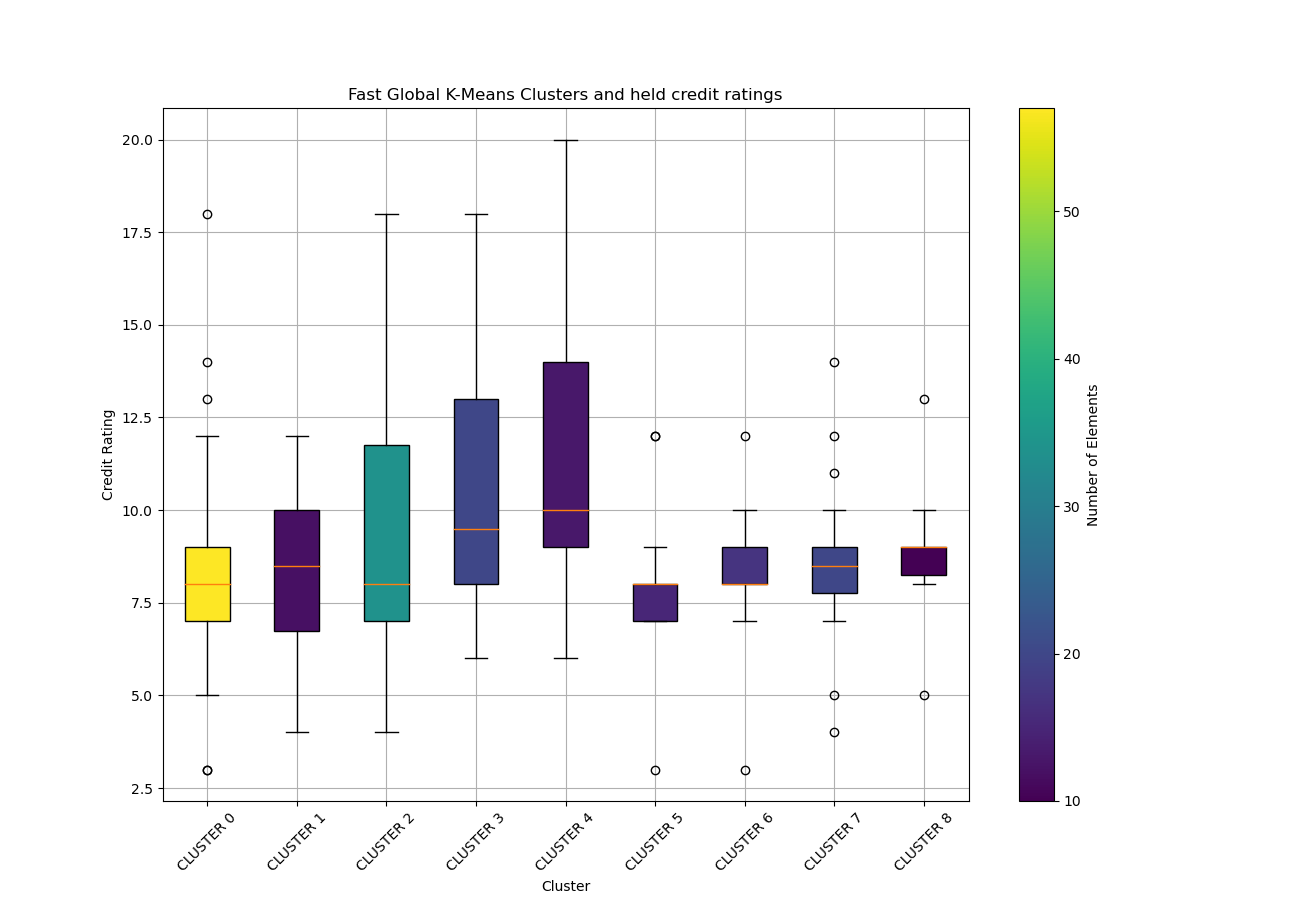 Fast Global K-Means Clusters and held credit ratings
20.0
17.5
15.0
12.5
10.0
7.5
5.0
2.5
Credit Rating
CLUSTER 0
CLUSTER 1
CLUSTER 2
CLUSTER 3
CLUSTER 4
CLUSTER 5
CLUSTER 6
CLUSTER 7
CLUSTER 8
Cluster
50
40
30
20
10
Number of Elements